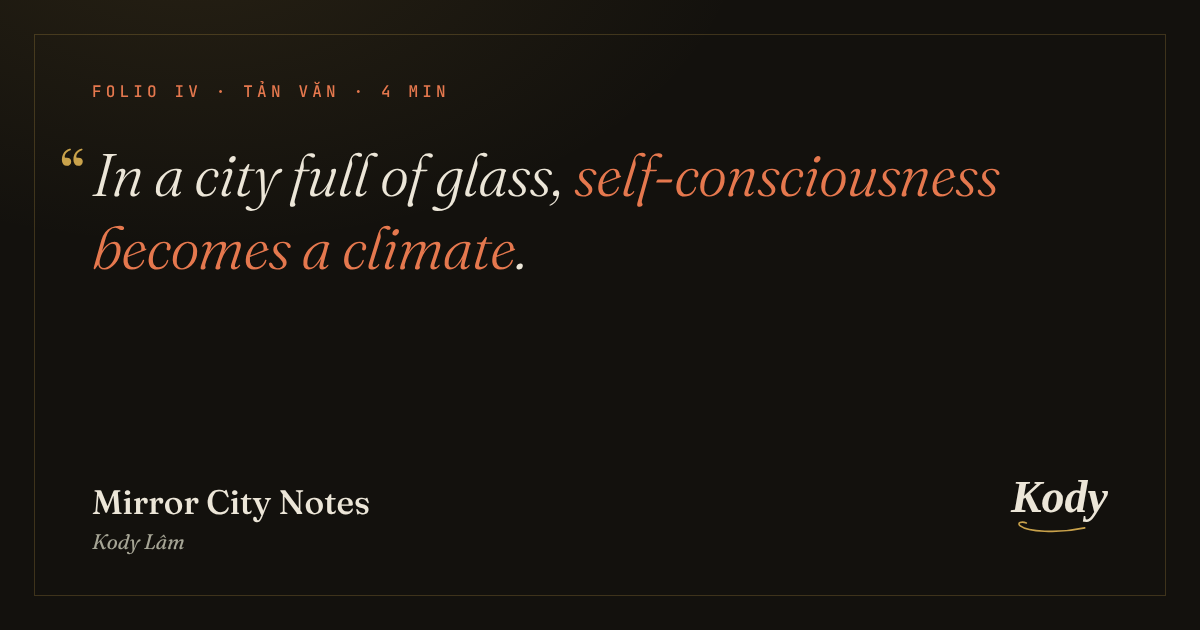 FOLIO IV · TẢN VĂN · 4 MIN
“In a city full of glass, self-consciousness
becomes a climate.
Mirror City Notes
Kody Lâm
Kody